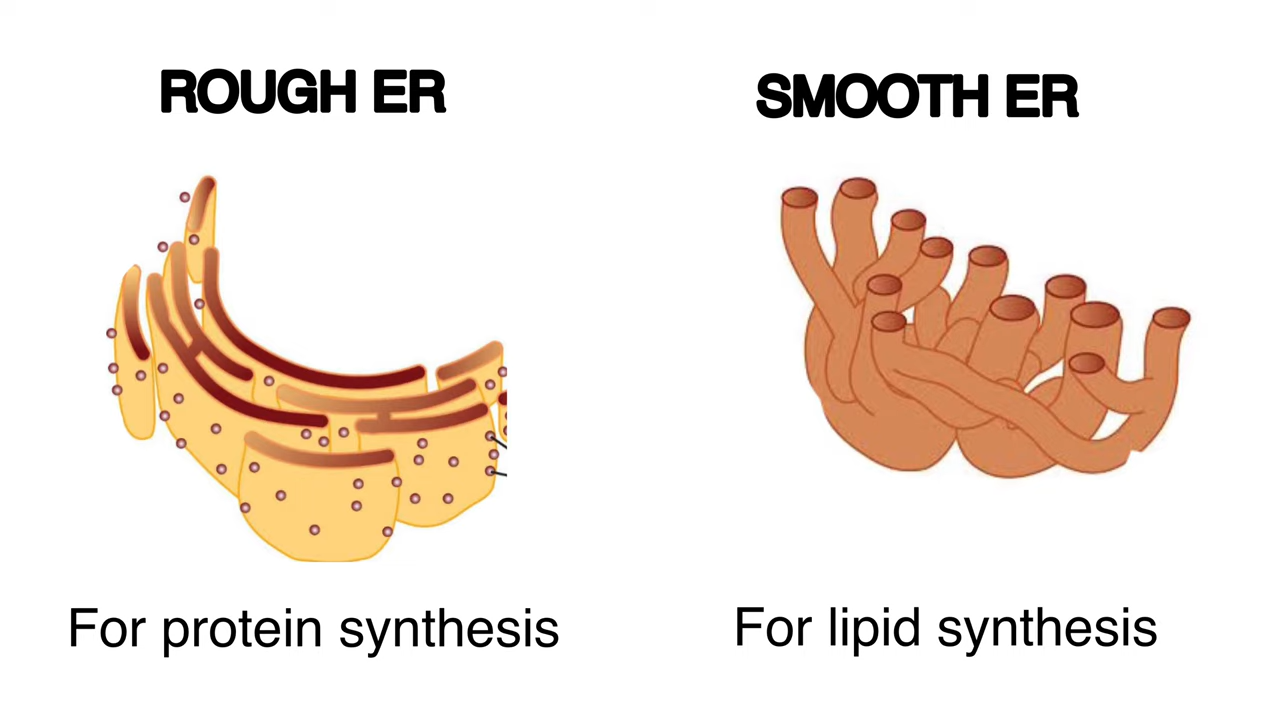 ROUGH ER
SMOOTH ER
For protein synthesis
For lipid synthesis